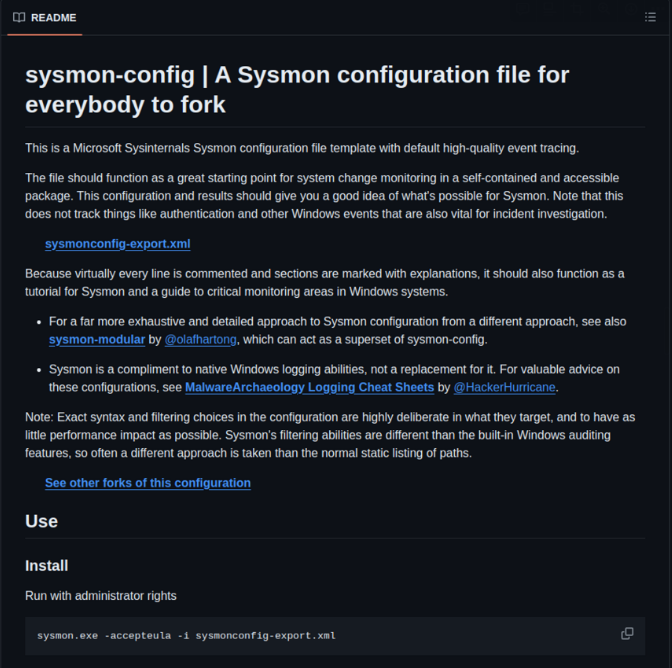 README
sysmon-config | A Sysmon configuration file for
everybody to fork
This is a Microsoft Sysinternals Sysmon configuration file template with default high-quality event tracing.
The file should function as a great starting point for system change monitoring in a self-contained and accessible
package. This configuration and results should give you a good idea of what's possible for Sysmon. Note that this
does not track things like authentication and other Windows events that are also vital for incident investigation.
sysmonconfig-export.xml
Because virtually every line is commented and sections are marked with explanations, it should also function as a
tutorial for Sysmon and a guide to critical monitoring areas in Windows systems.
• For a far more exhaustive and detailed approach to Sysmon configuration from a different approach, see also
sysmon-modular by @olafhartong, which can act as a superset of sysmon-config.
• Sysmon is a compliment to native Windows logging abilities, not a replacement for it. For valuable advice on
these configurations, see MalwareArchaeology Logging Cheat Sheets by @HackerHurricane.
Note: Exact syntax and filtering choices in the configuration are highly deliberate in what they target, and to have as
little performance impact as possible. Sysmon's filtering abilities are different than the built-in Windows auditing
features, so often a different approach is taken than the normal static listing of paths.
See other forks of this configuration
Use
Install
Run with administrator rights
sysmon.exe -accepteula -i sysmonconfig-export.xml